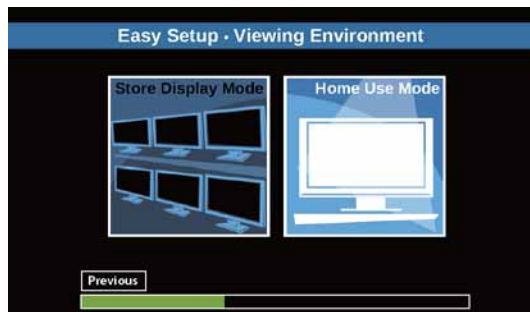 Easy Setup · Viewing Environment
Store Display Mode
Home Use Mode
Previous